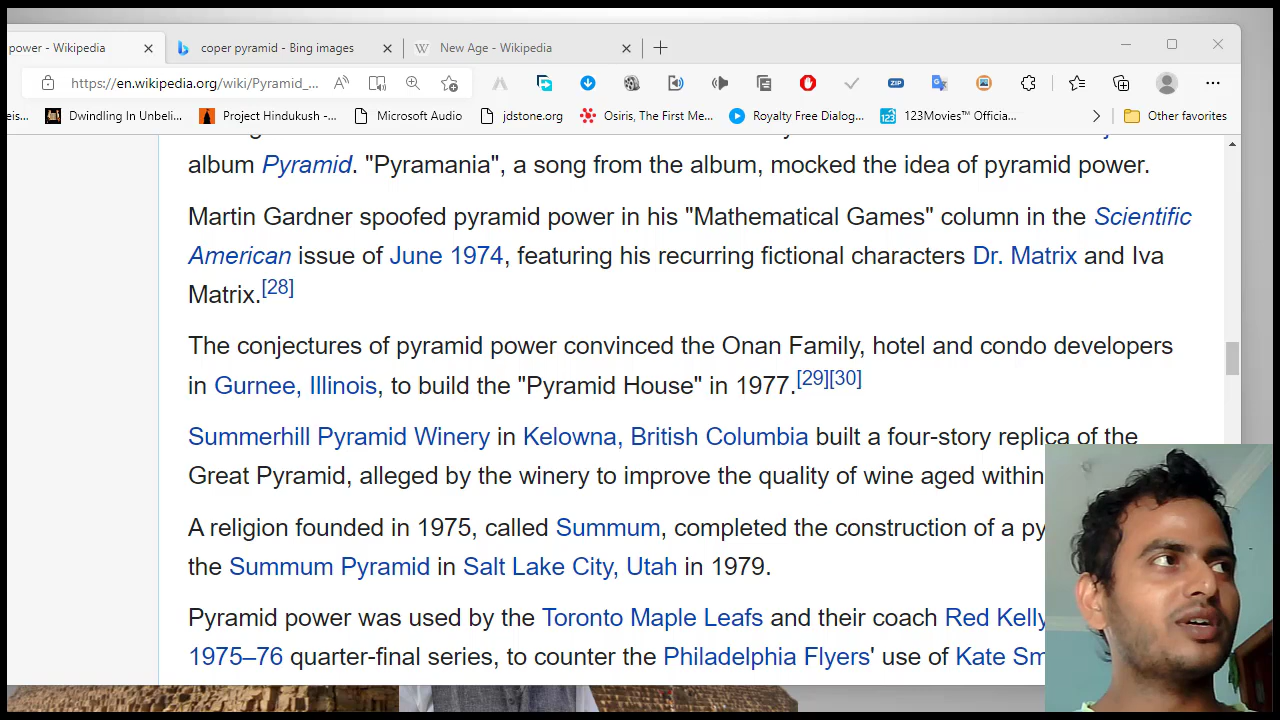 power - Wikipedia
coper pyramid - Bing images
New Age - Wikipedia
https://en.wikipedia.org/wiki/Pyramid_...
eis...
Dwindling In Unbeli...
Project Hindukush -...
Microsoft Audio
jdstone.org
Osiris, The First Me...
Royalty Free Dialog...
123Movies™ Officia...
Other favorites
album Pyramid. "Pyramania", a song from the album, mocked the idea of pyramid power.
Martin Gardner spoofed pyramid power in his "Mathematical Games" column in the Scientific
American issue of June 1974, featuring his recurring fictional characters Dr. Matrix and Iva
Matrix.[28]
The conjectures of pyramid power convinced the Onan Family, hotel and condo developers
in Gurnee, Illinois, to build the "Pyramid House" in 1977.[29][30]
Summerhill Pyramid Winery in Kelowna, British Columbia built a four-story replica of the
Great Pyramid, alleged by the winery to improve the quality of wine aged within
A religion founded in 1975, called Summum, completed the construction of a py
the Summum Pyramid in Salt Lake City, Utah in 1979.
Pyramid power was used by the Toronto Maple Leafs and their coach Red Kelly
1975–76 quarter-final series, to counter the Philadelphia Flyers' use of Kate Sm